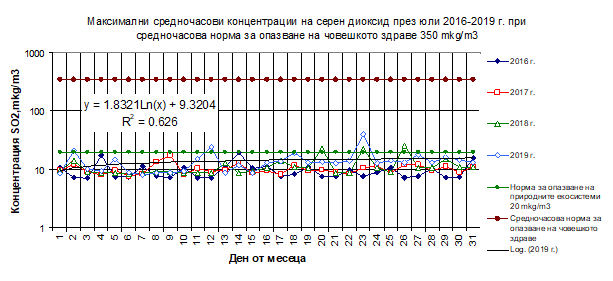 Максимални средночасови концентрации на серен диоксид през юли 2016-2019 г. при
средночасова норма за опазване на човешкото здраве 350 mkg/m3
Концентрация SO2,mkg/m3
1000
100
10
1
y = 1.8321Ln(x) + 9.3204
R² = 0.626
1 2 3 4 5 6 7 8 9 10 11 12 13 14 15 16 17 18 19 20 21 22 23 24 25 26 27 28 29 30 31
Ден от месеца
2016 г.
2017 г.
2018 г.
2019 г.
Норма за опазване на
природните екосистеми
20 mkg/m3
Средночасова норма за
опазване на човешкото
здраве
Log. (2019 г.)